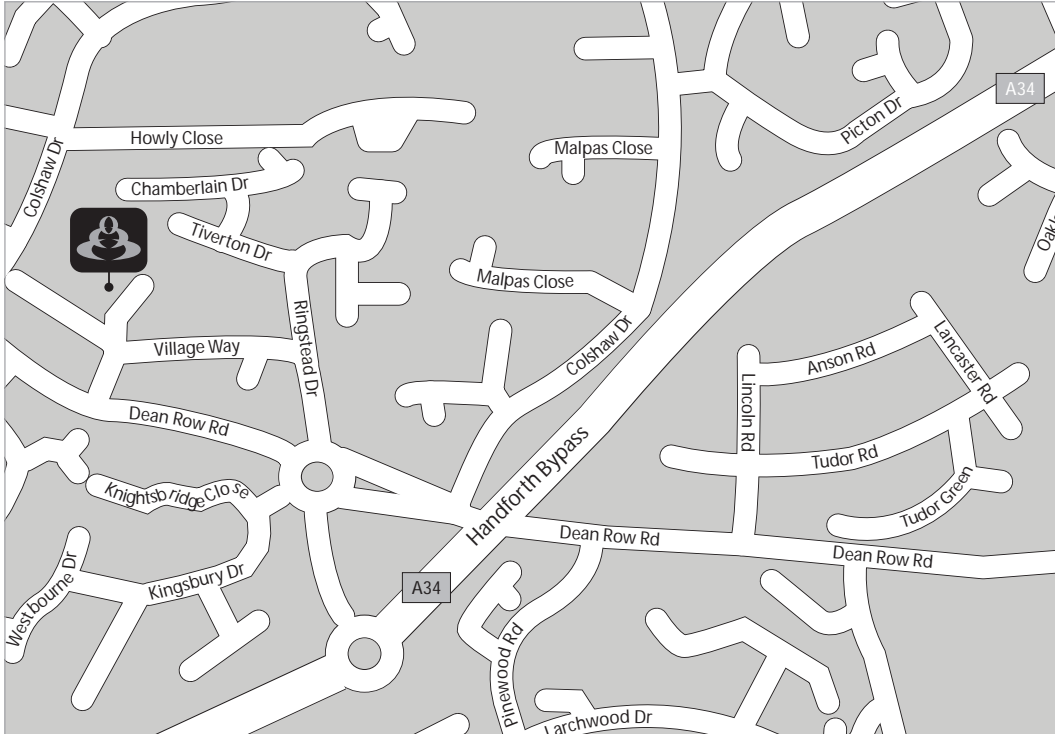 A34
Picton Dr
Howly Close
Malpas Close
Colshaw Dr
Chamberlain Dr
Tiverton Dr
Malpas Close
Ringstead Dr
Village Way
Colshaw Dr
Anson Rd
Lancaster Rd
Lincoln Rd
Dean Row Rd
Tudor Rd
Handforth Bypass
Knightsbridge Close
Tudor Green
Dean Row Rd
Dean Row Rd
Kingsbury Dr
Westbourne Dr
A34
Pinewood Rd
Larchwood Dr